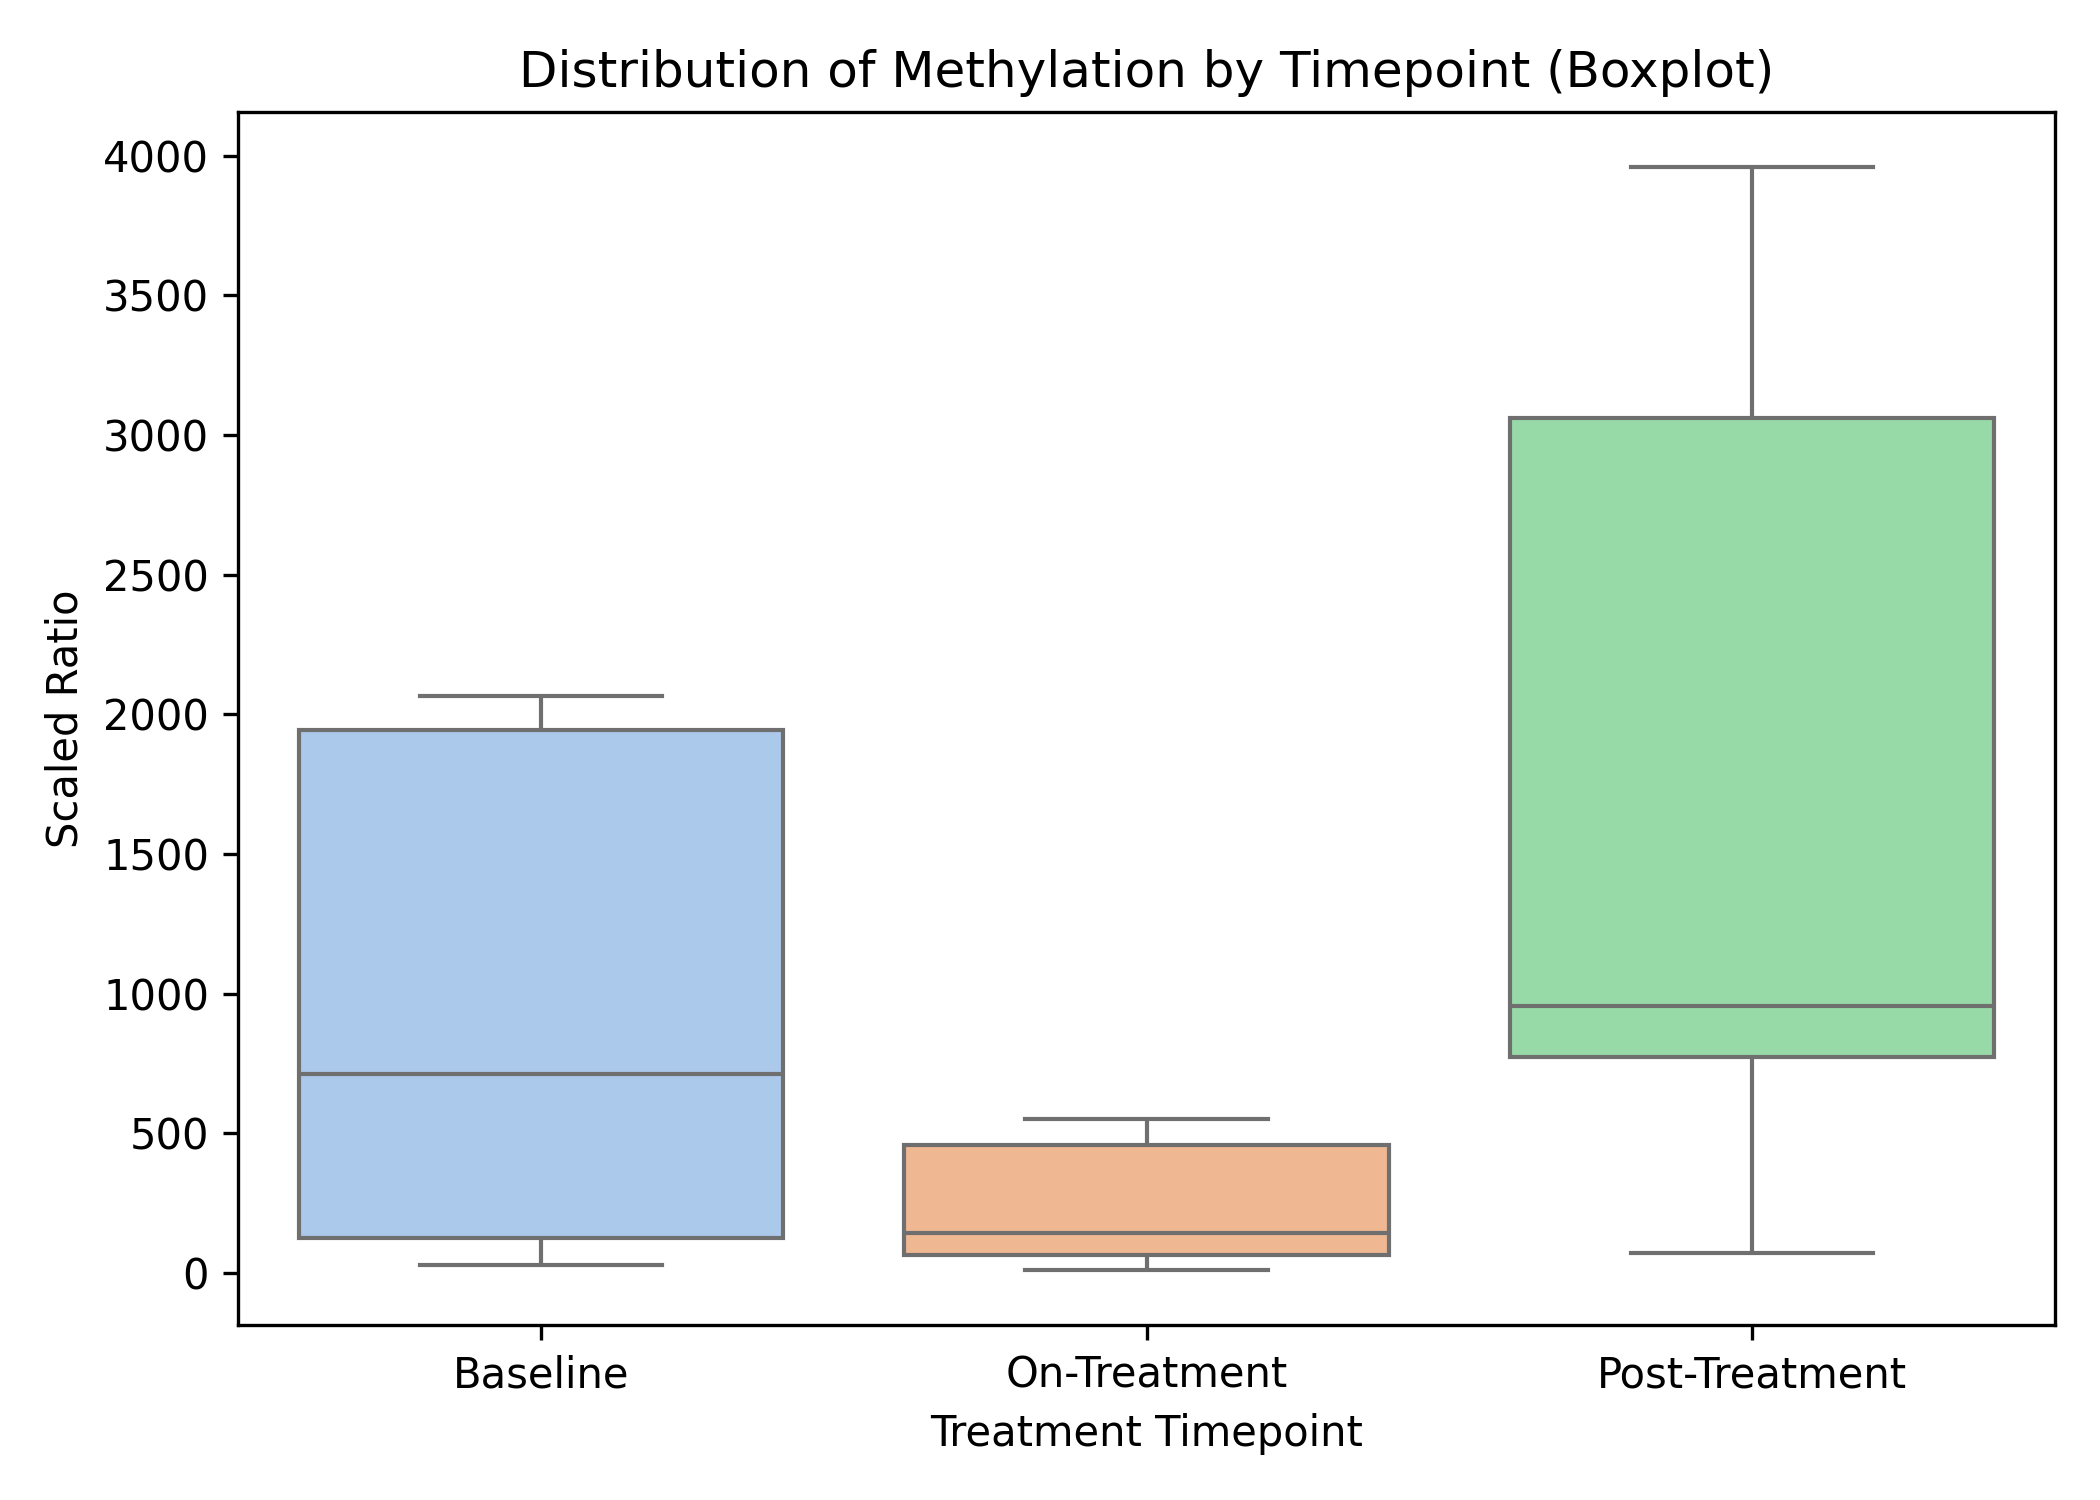 Distribution of Methylation by Timepoint (Boxplot)
Scaled Ratio
4000
3500
3000
2500
2000
1500
1000
500
0
Baseline
On-Treatment
Post-Treatment
Treatment Timepoint